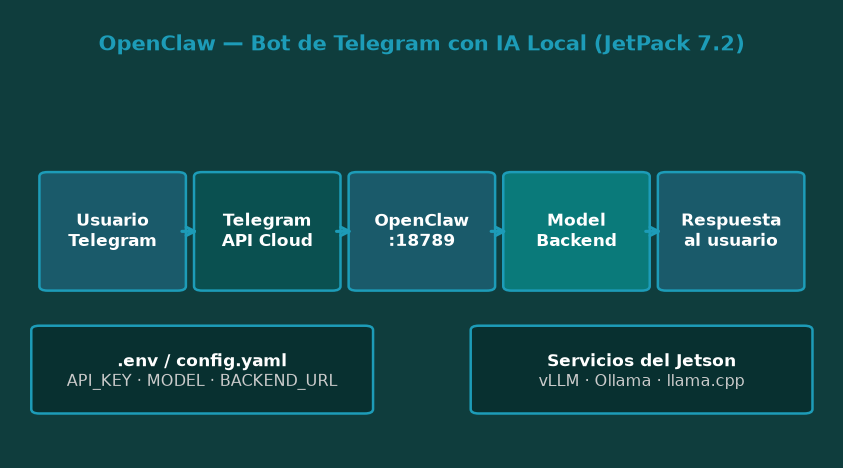 OpenClaw — Bot de Telegram con IA Local (JetPack 7.2)
Usuario
Telegram
Telegram
API Cloud
OpenClaw
:18789
Model
Backend
Respuesta
al usuario
.env / config.yaml
API_KEY · MODEL · BACKEND_URL
Servicios del Jetson
vLLM · Ollama · llama.cpp